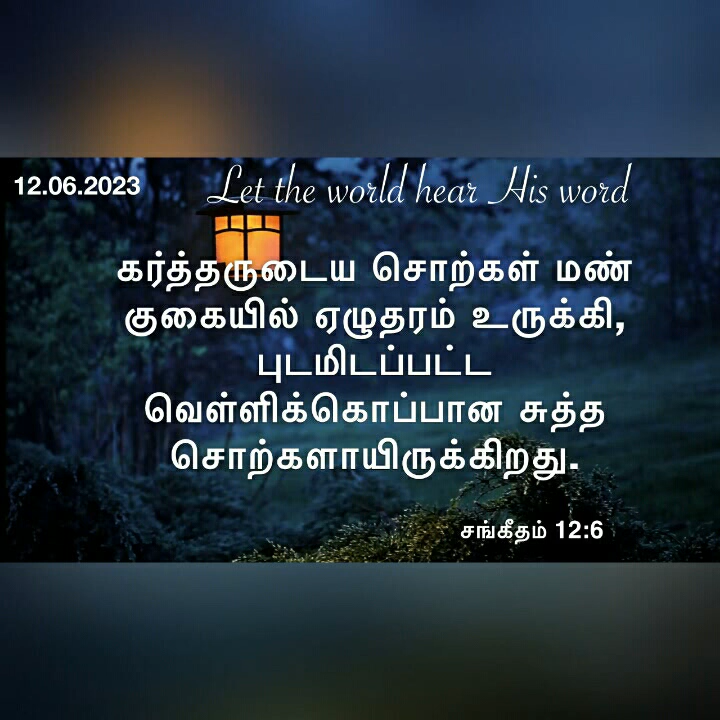 12.06.2023
Let the world hear His word
கர்த்தருடைய சொற்கள் மண்
குகையில் ஏழுதரம் உருக்கி,
புடமிடப்பட்ட
வெள்ளிக்கொப்பான சுத்த
சொற்களாயிருக்கிறது.
சங்கீதம் 12:6